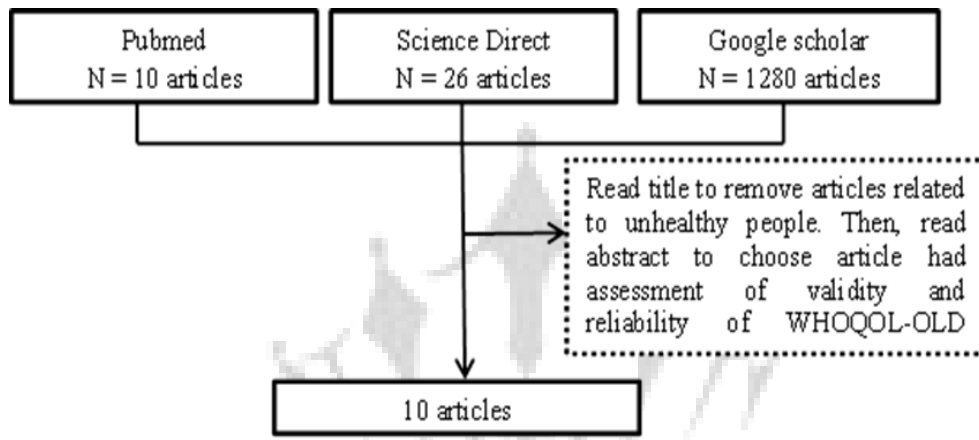 Pubmed
N = 10 articles
Science Direct
N = 26 articles
Google scholar
N = 1280 articles
Read title to remove articles related
to unhealthy people. Then, read
abstract to choose article had
assessment of validity and
reliability of WHOQOL-OLD
10 articles